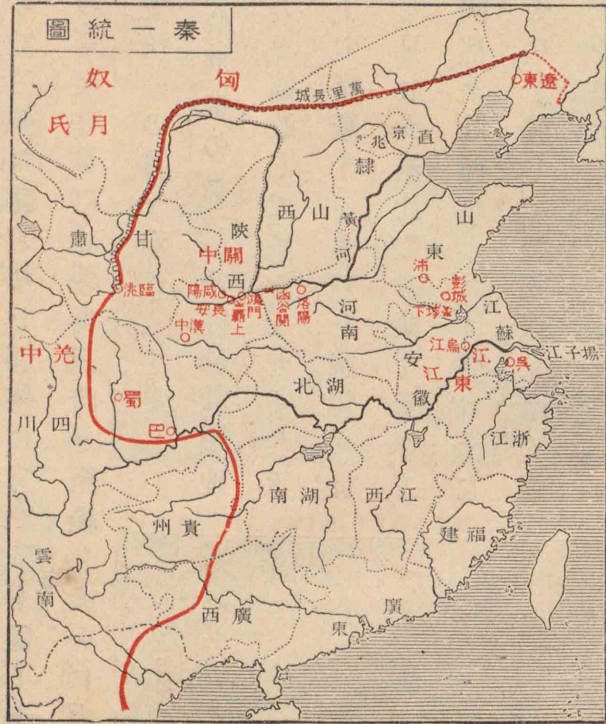 秦一統圖
匈奴
月氏
萬里長城
遼東
京兆
直隸
山西
黃河
山東
甘肅
陝西
關中
臨洮
咸陽
長安
霸上
鴻門
函谷關
洛陽
漢中
河南
沛
彭城
垓下
江蘇
烏江
安徽
江東
吳
揚子江
羌中
蜀
巴
四川
湖北
浙江
湖南
江西
貴州
福建
雲南
廣西
廣東